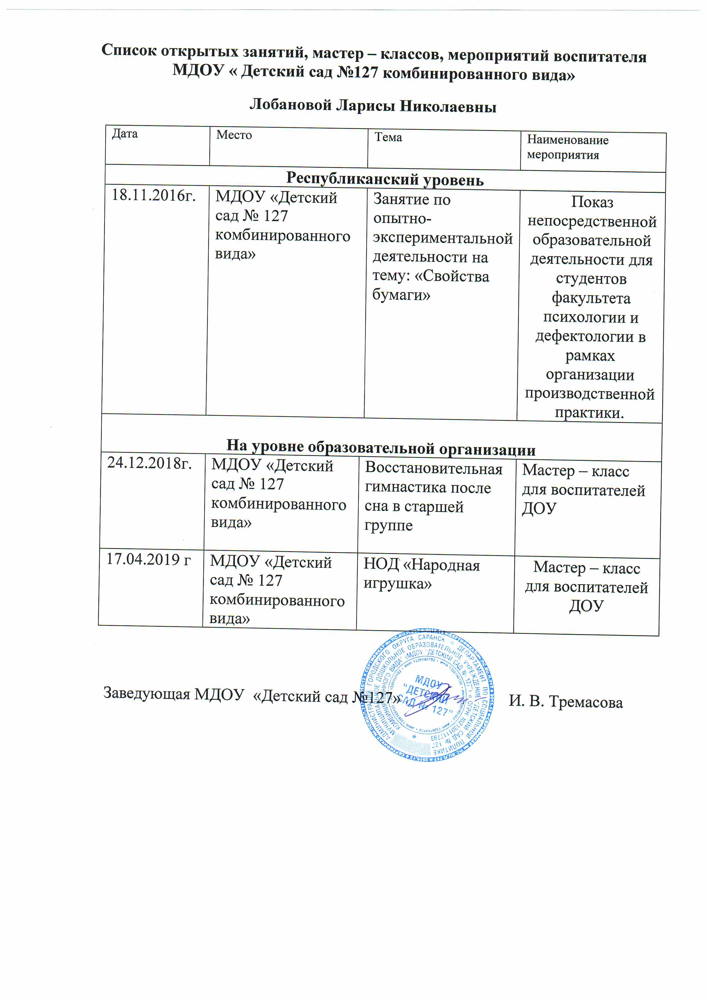 Список открытых занятий, мастер – классов, мероприятий воспитателя
МДОУ « Детский сад №127 комбинированного вида»
Лобановой Ларисы Николаевны
Дата
Место
Тема
Наименование
мероприятия
Республиканский уровень
18.11.2016г.
МДОУ «Детский
сад № 127
комбинированного
вида»
Занятие по
опытно-
экспериментальной
деятельности на
тему: «Свойства
бумаги»
Показ
непосредственной
образовательной
деятельности для
студентов
факультета
психологии и
дефектологии в
рамках
организации
производственной
практики.
На уровне образовательной организации
24.12.2018г.
МДОУ «Детский
сад № 127
комбинированного
вида»
Восстановительная
гимнастика после
сна в старшей
группе
Мастер – класс
для воспитателей
ДОУ
17.04.2019 г
МДОУ «Детский
сад № 127
комбинированного
вида»
НОД «Народная
игрушка»
Мастер – класс
для воспитателей
ДОУ
Заведующая МДОУ «Детский сад №127»
И. В. Тремасова
АДМИНИСТРАЦИЯ ГОРОДСКОГО ОКРУГА САРАНСК * ДЕПАРТАМЕНТ ПО СОЦИАЛЬНОЙ ПОЛИТИКЕ
МУНИЦИПАЛЬНОЕ ДОШКОЛЬНОЕ ОБРАЗОВАТЕЛЬНОЕ УЧРЕЖДЕНИЕ "ДЕТСКИЙ САД № 127
КОМБИНИРОВАННОГО ВИДА" (МДОУ "ДЕТСКИЙ САД № 127") * ОГРН 1021301117793
* ИНН 1328160102 * ИНН 1328160102
МДОУ
"ДЕТСКИЙ
САД № 127"